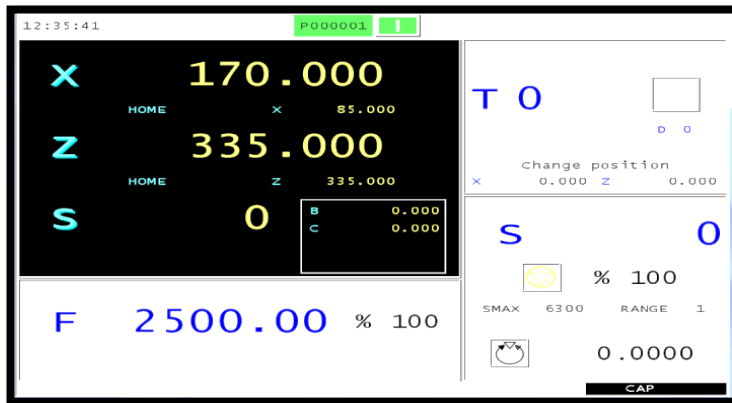 12:35:41 P000001
X 170.000
HOME X 85.000
Z 335.000
HOME Z 335.000
S 0
B 0.000
C 0.000
F 2500.00 % 100
T 0
D 0
Change position
X 0.000 Z 0.000
S 0
% 100
SMAX 6300 RANGE 1
0.0000
CAP